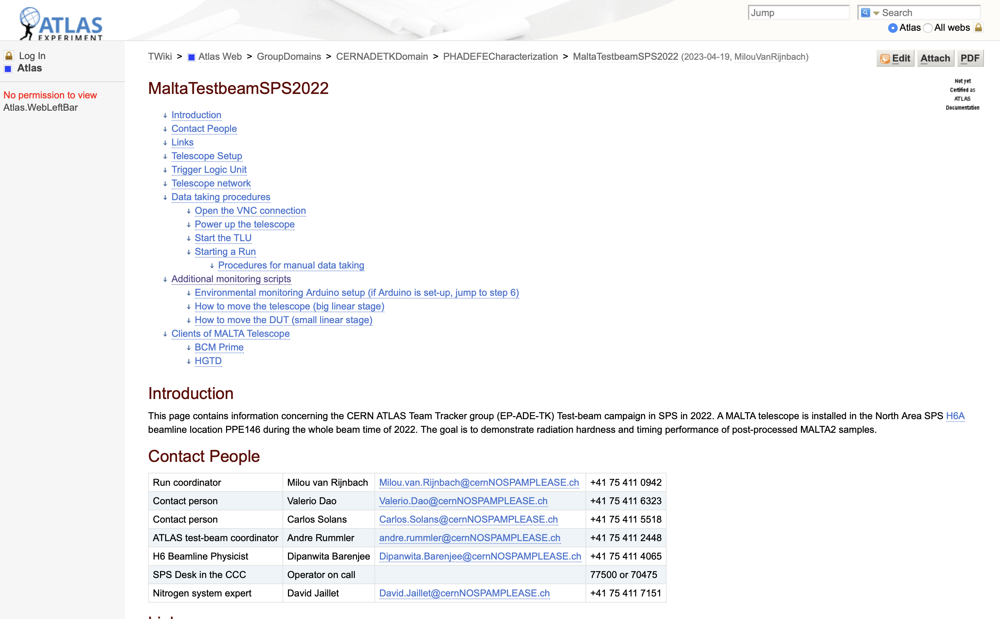 ATLAS
EXPERIMENT
Jump
Search
Atlas All webs
Log In
Atlas
No permission to view
Atlas.WebLeftBar
TWiki > Atlas Web > GroupDomains > CERNADETKDomain > PHADEFECharacterization > MaltaTestbeamSPS2022 (2023-04-19, MilouVanRijnbach)
Edit Attach PDF
Not yet
Certified as
ATLAS
Documentation
MaltaTestbeamSPS2022
↓ Introduction
↓ Contact People
↓ Links
↓ Telescope Setup
↓ Trigger Logic Unit
↓ Telescope network
↓ Data taking procedures
↓ Open the VNC connection
↓ Power up the telescope
↓ Start the TLU
↓ Starting a Run
↓ Procedures for manual data taking
↓ Additional monitoring scripts
↓ Environmental monitoring Arduino setup (if Arduino is set-up, jump to step 6)
↓ How to move the telescope (big linear stage)
↓ How to move the DUT (small linear stage)
↓ Clients of MALTA Telescope
↓ BCM Prime
↓ HGTD
Introduction
This page contains information concerning the CERN ATLAS Team Tracker group (EP-ADE-TK) Test-beam campaign in SPS in 2022. A MALTA telescope is installed in the North Area SPS H6A
beamline location PPE146 during the whole beam time of 2022. The goal is to demonstrate radiation hardness and timing performance of post-processed MALTA2 samples.
Contact People
Run coordinator Milou van Rijnbach Milou.van.Rijnbach@cernNOSPAMPLEASE.ch +41 75 411 0942
Contact person Valerio Dao Valerio.Dao@cernNOSPAMPLEASE.ch +41 75 411 6323
Contact person Carlos Solans Carlos.Solans@cernNOSPAMPLEASE.ch +41 75 411 5518
ATLAS test-beam coordinator Andre Rummler andre.rummler@cernNOSPAMPLEASE.ch +41 75 411 2448
H6 Beamline Physicist Dipanwita Barenjee Dipanwita.Barenjee@cernNOSPAMPLEASE.ch +41 75 411 4065
SPS Desk in the CCC Operator on call 77500 or 70475
Nitrogen system expert David Jaillet David.Jaillet@cernNOSPAMPLEASE.ch +41 75 411 7151